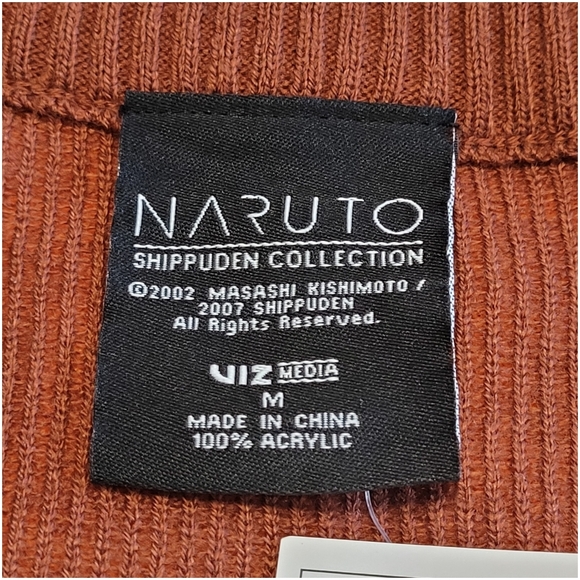 NARUTO
SHIPPUDEN COLLECTION
©2002 MASASHI KISHIMOTO /
2007 SHIPPUDEN
All Rights Reserved.
VIZ MEDIA
M
MADE IN CHINA
100% ACRYLIC